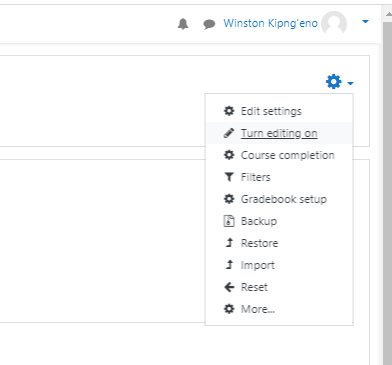 Winston Kipng'eno
Edit settings
Turn editing on
Course completion
Filters
Gradebook setup
Backup
Restore
Import
Reset
More...